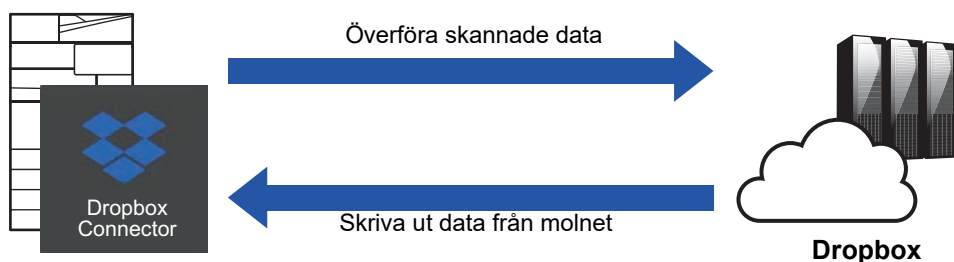 Överföra skannade data
Dropbox
Connector
Skriva ut data från molnet
Dropbox